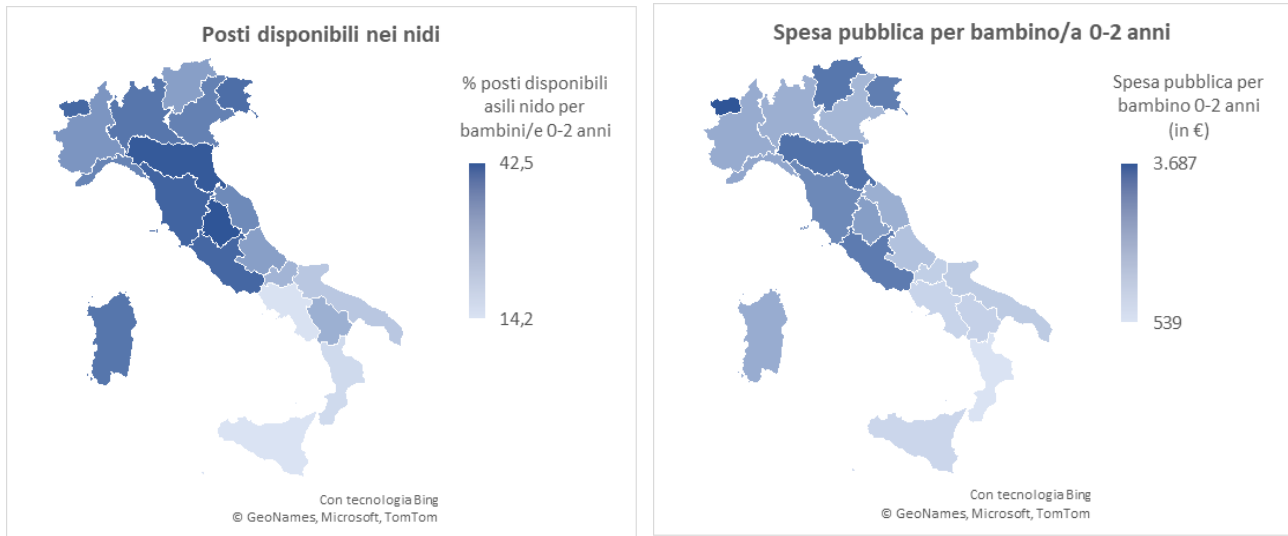 Posti disponibili nei nidi
% posti disponibili
asili nido per
bambini/e 0-2 anni
42,5
14,2
Con tecnologia Bing
© GeoNames, Microsoft, TomTom
Spesa pubblica per bambino/a 0-2 anni
Spesa pubblica per
bambino 0-2 anni
(in €)
3.687
539
Con tecnologia Bing
© GeoNames, Microsoft, TomTom